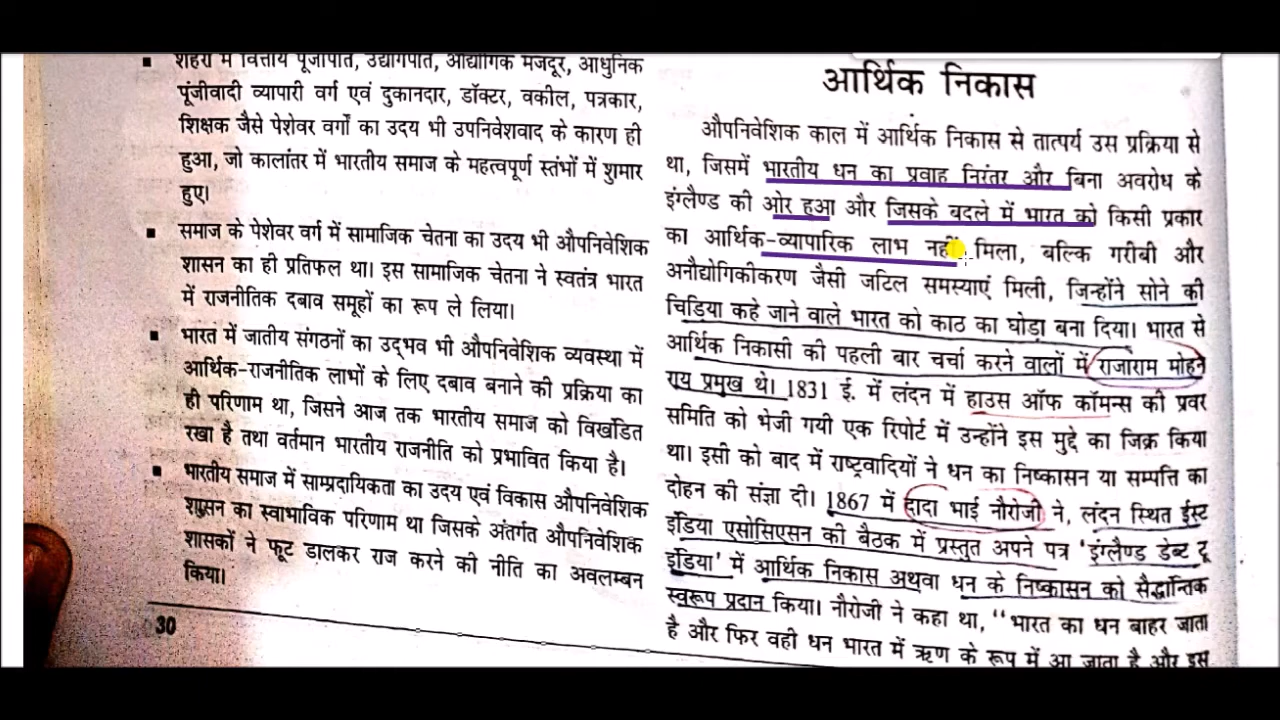 शहरों में वित्तीय पूंजीपति, उद्योगपति, औद्योगिक मजदूर, आधुनिक
पूंजीवादी व्यापारी वर्ग एवं दुकानदार, डॉक्टर, वकील, पत्रकार,
शिक्षक जैसे पेशेवर वर्गों का उदय भी उपनिवेशवाद के कारण ही
हुआ, जो कालांतर में भारतीय समाज के महत्वपूर्ण स्तंभों में शुमार
हुए।
समाज के पेशेवर वर्ग में सामाजिक चेतना का उदय भी औपनिवेशिक
शासन का ही प्रतिफल था। इस सामाजिक चेतना ने स्वतंत्र भारत
में राजनीतिक दबाव समूहों का रूप ले लिया।
भारत में जातीय संगठनों का उद्भव भी औपनिवेशिक व्यवस्था में
आर्थिक-राजनीतिक लाभों के लिए दबाव बनाने की प्रक्रिया का
ही परिणाम था, जिसने आज तक भारतीय समाज को विखंडित
रखा है तथा वर्तमान भारतीय राजनीति को प्रभावित किया है।
भारतीय समाज में साम्प्रदायिकता का उदय एवं विकास औपनिवेशिक
शासन का स्वाभाविक परिणाम था जिसके अंतर्गत औपनिवेशिक
शासकों ने फूट डालकर राज करने की नीति का अवलम्बन
किया।
30
आर्थिक निकास
औपनिवेशिक काल में आर्थिक निकास से तात्पर्य उस प्रक्रिया से
था, जिसमें भारतीय धन का प्रवाह निरंतर और बिना अवरोध के
इंग्लैण्ड की ओर हुआ और जिसके बदले में भारत को किसी प्रकार
का आर्थिक-व्यापारिक लाभ नहीं मिला, बल्कि गरीबी और
अनौद्योगिकीकरण जैसी जटिल समस्याएं मिली, जिन्होंने सोने की
चिडिया कहे जाने वाले भारत को काठ का घोड़ा बना दिया। भारत से
आर्थिक निकासी की पहली बार चर्चा करने वालों में राजाराम मोहन
राय प्रमुख थे। 1831 ई. में लंदन में हाउस ऑफ कॉमन्स की प्रवर
समिति को भेजी गयी एक रिपोर्ट में उन्होंने इस मुद्दे का जिक्र किया
था। इसी को बाद में राष्ट्रवादियों ने धन का निष्कासन या सम्पत्ति का
दोहन की संज्ञा दी। 1867 में दादा भाई नौरोजी ने, लंदन स्थित ईस्ट
इंडिया एसोसिएसन की बैठक में प्रस्तुत अपने पत्र 'इंग्लैण्ड डेब्ट टू
इंडिया' में आर्थिक निकास अथवा धन के निष्कासन को सैद्धान्तिक
स्वरूप प्रदान किया। नौरोजी ने कहा था, "भारत का धन बाहर जाता
है और फिर वही धन भारत में ऋण के रूप में आ जाता है और इस